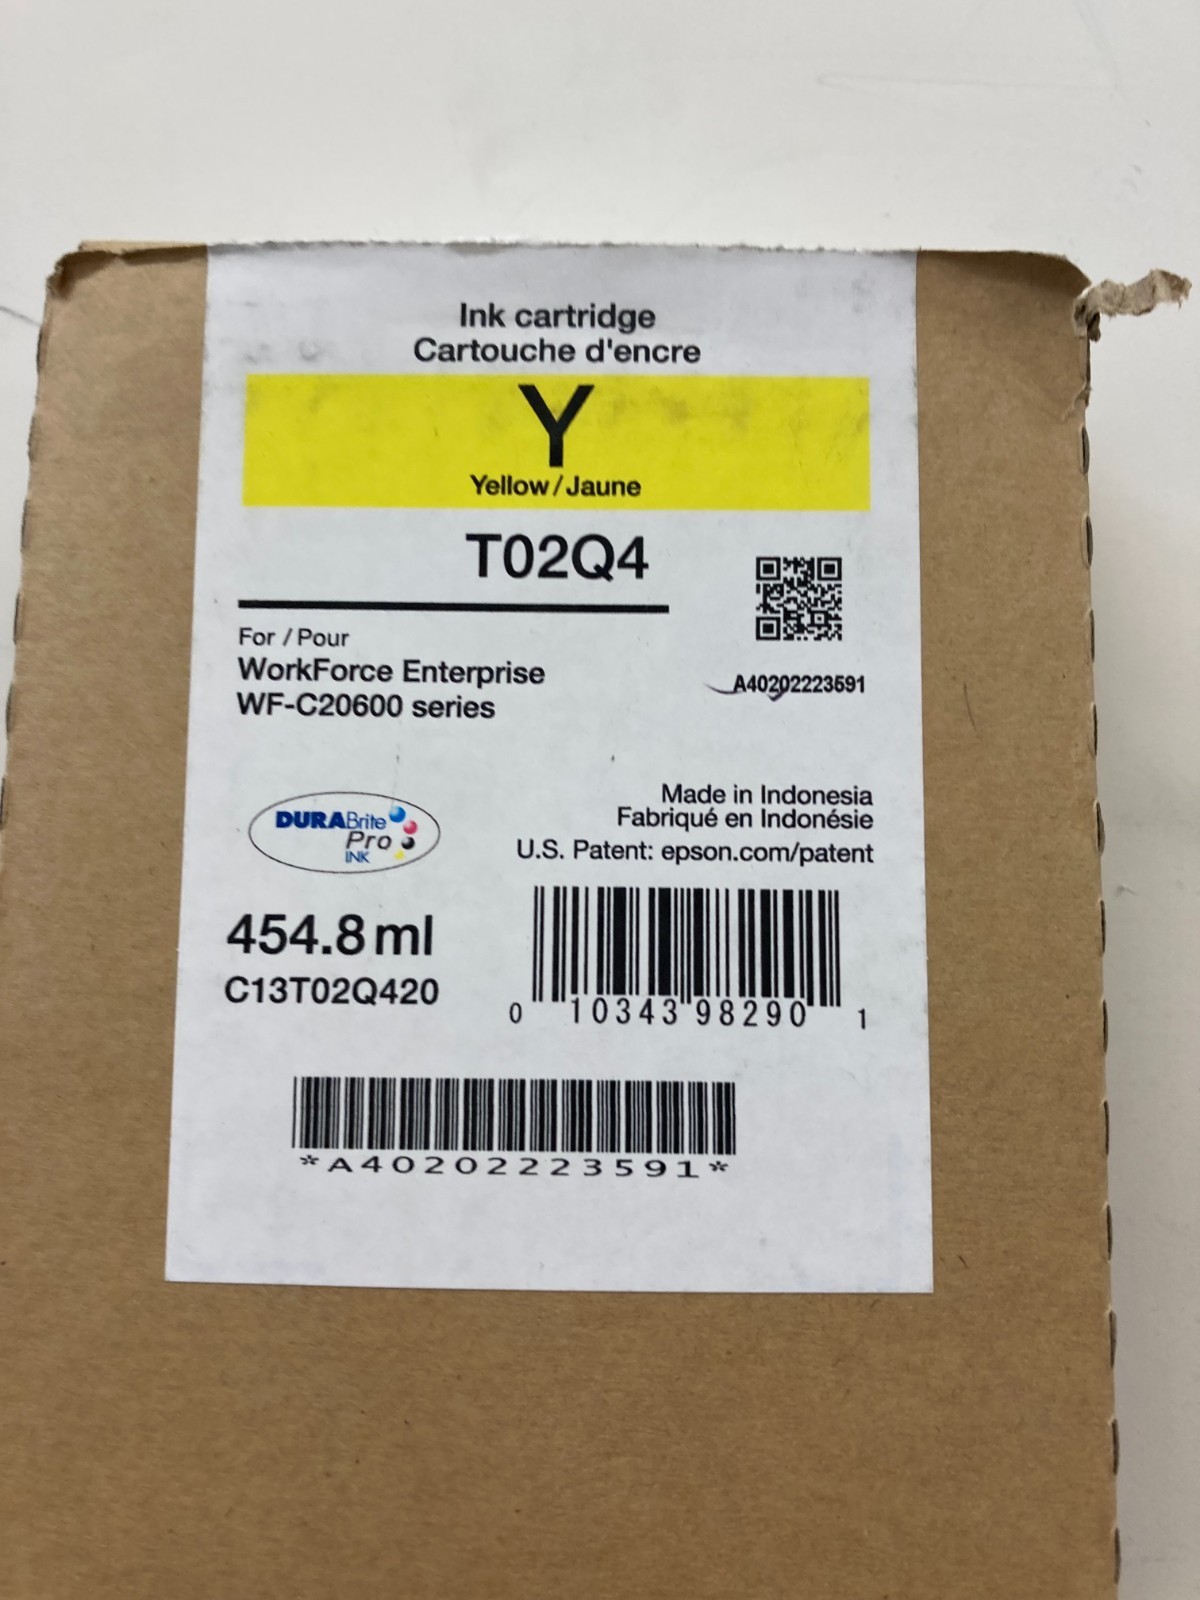 Ink cartridge
Cartouche d'encre
Y
Yellow / Jaune
T02Q4
For / Pour
WorkForce Enterprise
WF-C20600 series
A40202223591
DURABrite
Pro
INK
Made in Indonesia
Fabriqué en Indonésie
U.S. Patent: epson.com/patent
454.8 ml
C13T02Q420
0 10343 98290 1
*A40202223591*